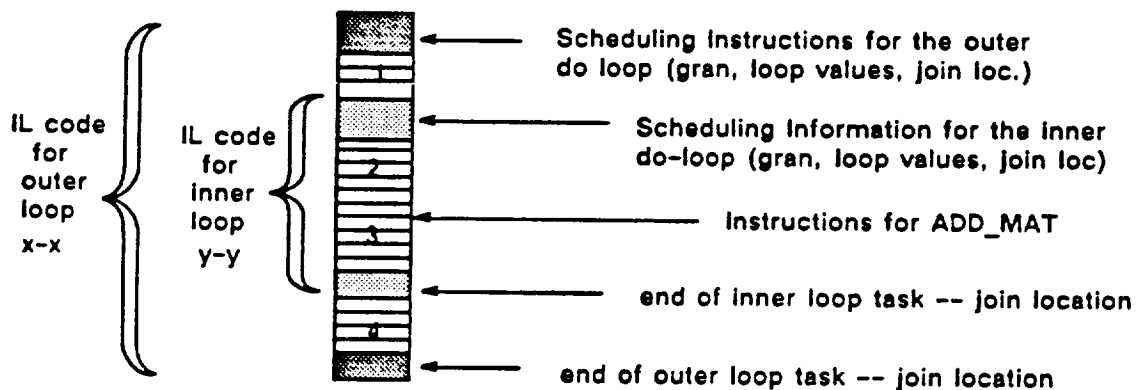 Scheduling Instructions for the outer
do loop (gran, loop values, join loc.)
1
IL code
for
outer
loop
x-x
IL code
for
inner
loop
y-y
Scheduling Information for the inner
do-loop (gran, loop values, join loc)
2
Instructions for ADD_MAT
3
end of inner loop task -- join location
4
end of outer loop task -- join location